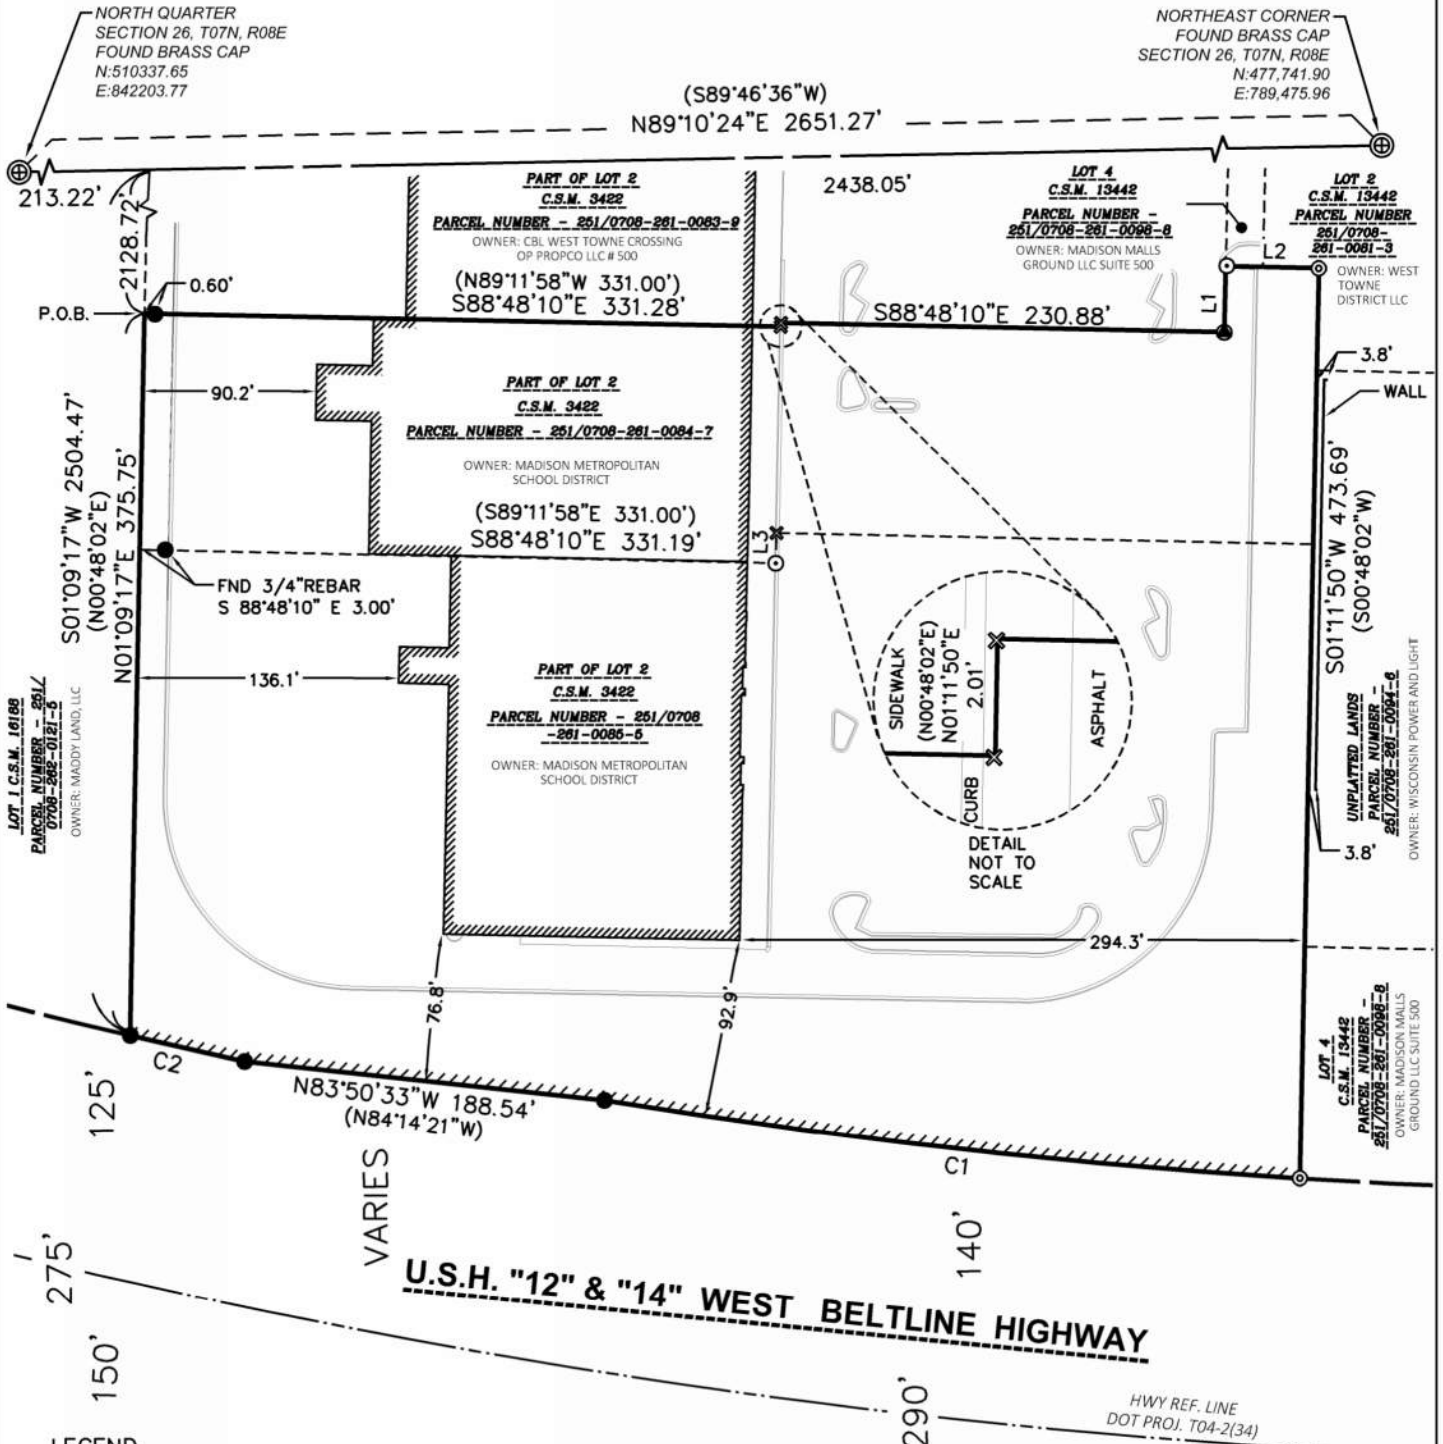 NORTH QUARTER
SECTION 26, T07N, R08E
FOUND BRASS CAP
N:510337.65
E:842203.77
NORTHEAST CORNER
FOUND BRASS CAP
SECTION 26, T07N, R08E
N:477,741.90
E:789,475.96
(S89°46'36"W)
N89°10'24"E 2651.27'
213.22'
2438.05'
2128.72'
PART OF LOT 2
C.S.M. 3422
PARCEL NUMBER - 251/0708-261-0083-9
OWNER: CBL WEST TOWNE CROSSING
OP PROPCO LLC # 500
LOT 4
C.S.M. 13442
PARCEL NUMBER -
251/0708-261-0098-8
OWNER: MADISON MALLS
GROUND LLC SUITE 500
LOT 2
C.S.M. 13442
PARCEL NUMBER
251/0708-
261-0081-3
OWNER: WEST
TOWNE
DISTRICT LLC
L2
L1
0.60'
P.O.B.
(N89°11'58"W 331.00')
S88°48'10"E 331.28'
S88°48'10"E 230.88'
3.8'
WALL
90.2'
PART OF LOT 2
C.S.M. 3422
PARCEL NUMBER - 251/0708-261-0084-7
OWNER: MADISON METROPOLITAN
SCHOOL DISTRICT
(S89°11'58"E 331.00')
S88°48'10"E 331.19'
L3
S01°09'17"W 2504.47'
(N00°48'02"E)
N01°09'17"E 375.75'
FND 3/4"REBAR
S 88°48'10" E 3.00'
S01°11'50"W 473.69'
(S00°48'02"W)
136.1'
PART OF LOT 2
C.S.M. 3422
PARCEL NUMBER - 251/0708
-261-0085-5
OWNER: MADISON METROPOLITAN
SCHOOL DISTRICT
SIDEWALK
(N00°48'02"E)
N01°11'50"E
2.01'
ASPHALT
CURB
DETAIL
NOT TO
SCALE
LOT 1 C.S.M. 16188
PARCEL NUMBER - 251/
0708-262-0121-5
OWNER: MADDY LAND, LLC
UNPLATTED LANDS
PARCEL NUMBER -
251/0708-261-0094-6
OWNER: WISCONSIN POWER AND LIGHT
3.8'
294.3'
76.8'
92.9'
LOT 4
C.S.M. 13442
PARCEL NUMBER -
251/0708-261-0098-8
OWNER: MADISON MALLS
GROUND LLC SUITE 500
C2
N83°50'33"W 188.54'
(N84°14'21"W)
C1
125'
VARIES
140'
275'
U.S.H. "12" & "14" WEST BELTLINE HIGHWAY
150'
290'
HWY REF. LINE
DOT PROJ. T04-2(34)
LEGEND